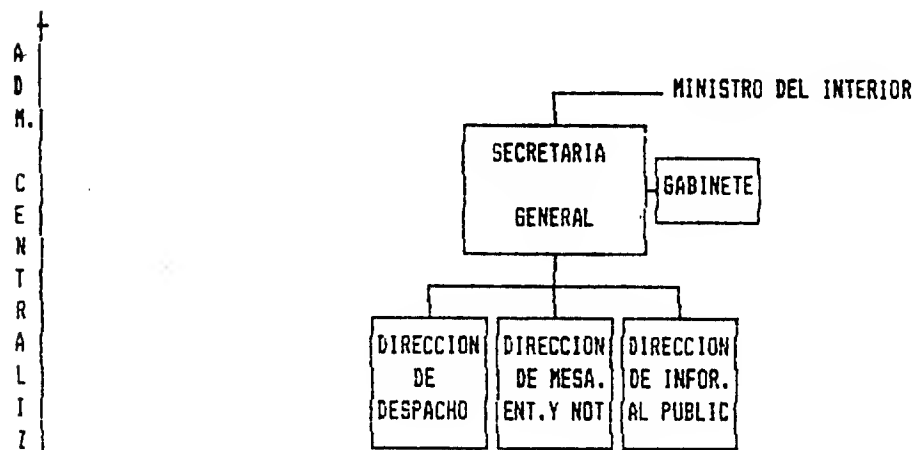 A
D
M.
C
E
N
T
R
A
L
I
Z
MINISTRO DEL INTERIOR
SECRETARIA
GENERAL
GABINETE
DIRECCION
DE
DESPACHO
DIRECCION
DE MESA.
ENT.Y NOT
DIRECCION
DE INFOR.
AL PUBLIC